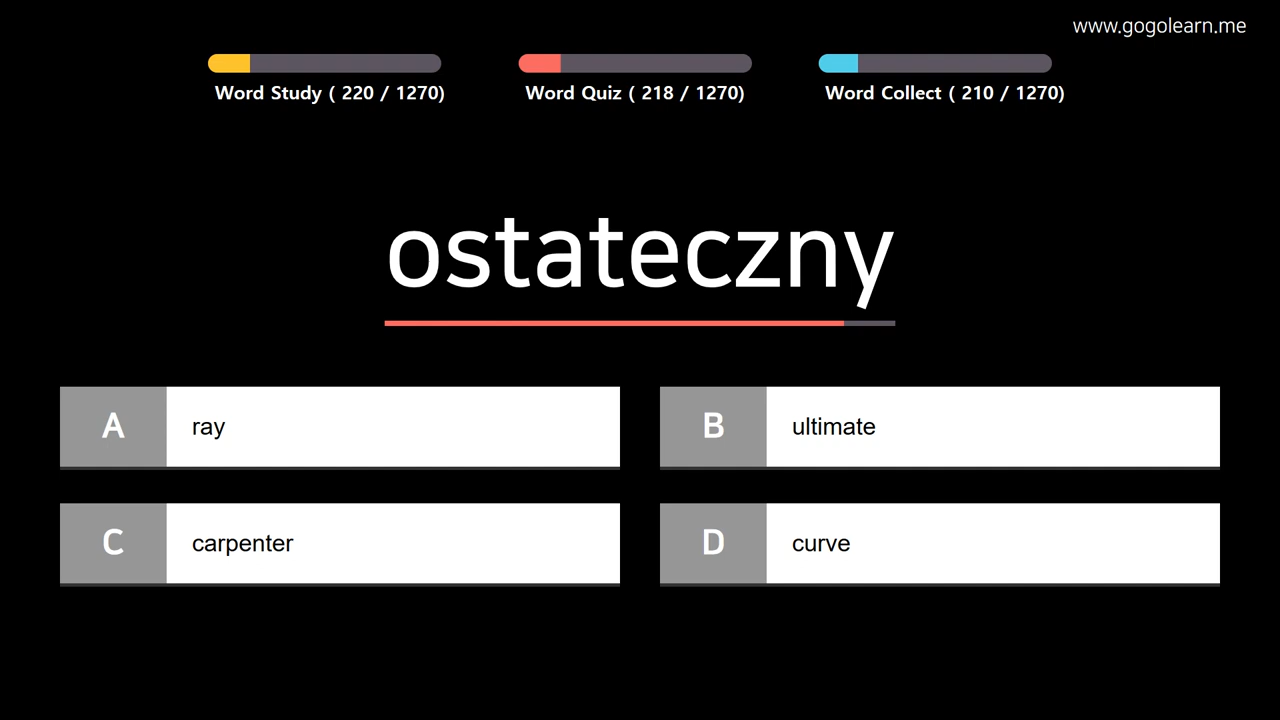 www.gogolearn.me
Word Study ( 220 / 1270)
Word Quiz ( 218 / 1270)
Word Collect ( 210 / 1270)
ostateczny
A ray
B ultimate
C carpenter
D curve